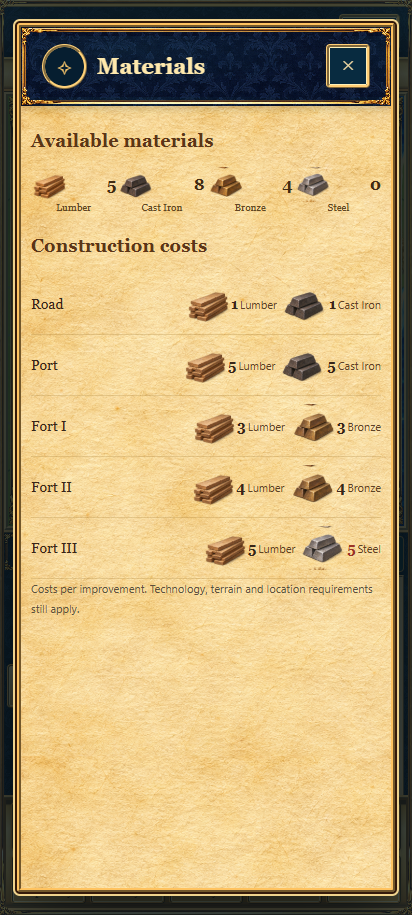 Materials
×
Available materials
5 8 4 0
Lumber Cast Iron Bronze Steel
Construction costs
Road 1 Lumber 1 Cast Iron
Port 5 Lumber 5 Cast Iron
Fort I 3 Lumber 3 Bronze
Fort II 4 Lumber 4 Bronze
Fort III 5 Lumber 5 Steel
Costs per improvement. Technology, terrain and location requirements
still apply.